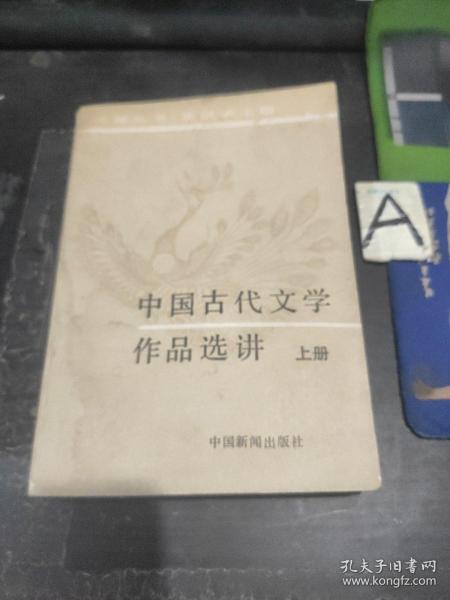 中国古代文学
作品选讲 上册
中国新闻出版社
A
孔夫子旧书网
www.kongfz.com